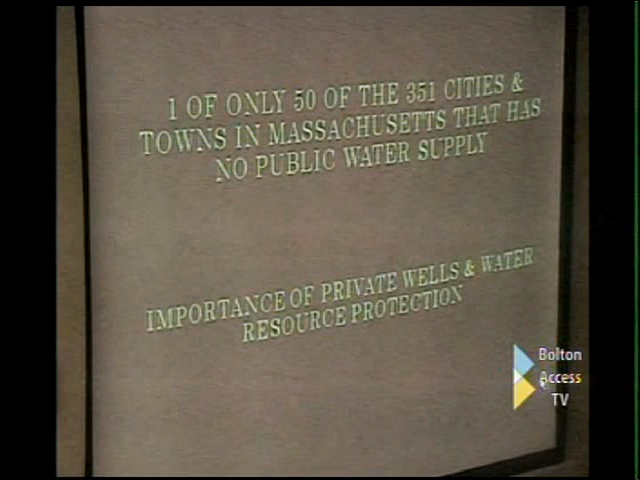 1 OF ONLY 50 OF THE 351 CITIES &
TOWNS IN MASSACHUSETTS THAT HAS
NO PUBLIC WATER SUPPLY
IMPORTANCE OF PRIVATE WELLS & WATER
RESOURCE PROTECTION
Bolton
Access
TV